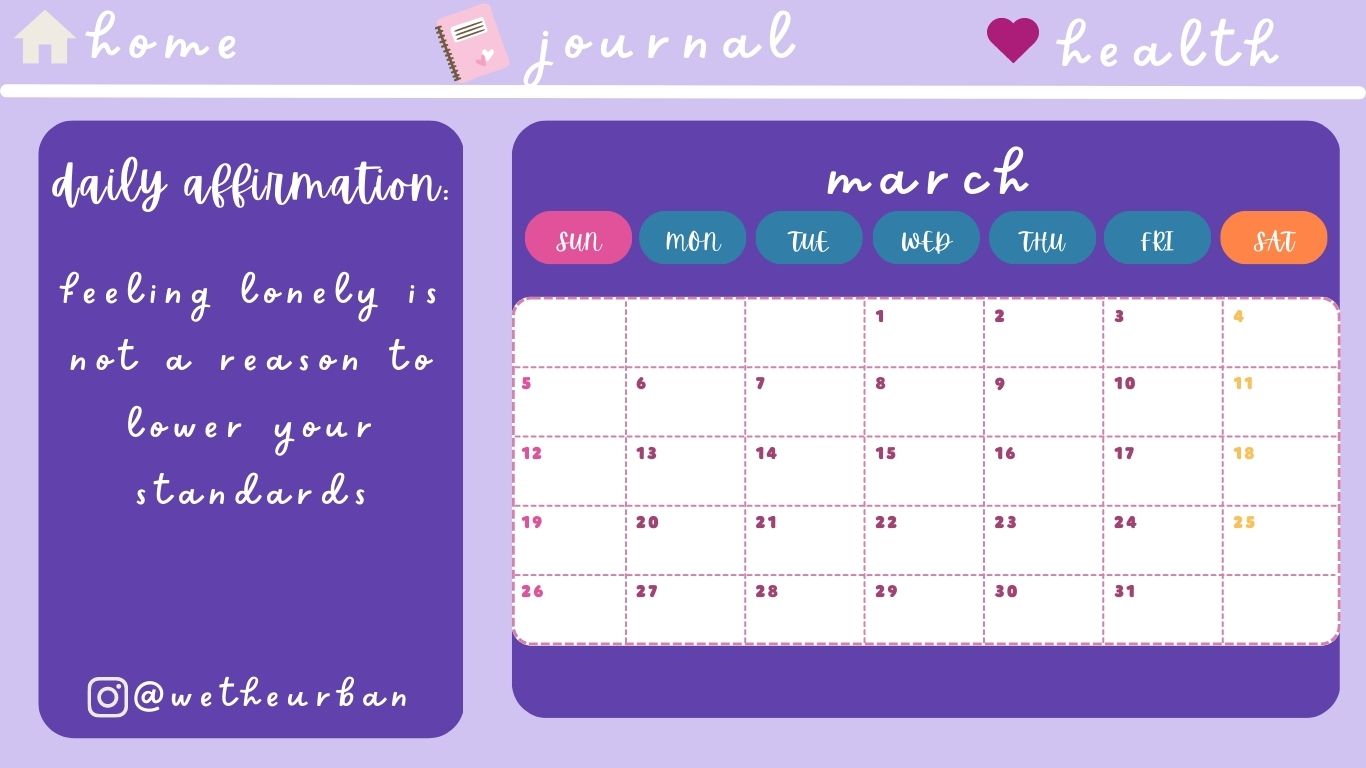 home journal health
daily affirmation:
feeling lonely is
not a reason to
lower your
standards
@wetheurban
march
SUN MON TUE WED THU FRI SAT
1 2 3 4
5 6 7 8 9 10 11
12 13 14 15 16 17 18
19 20 21 22 23 24 25
26 27 28 29 30 31